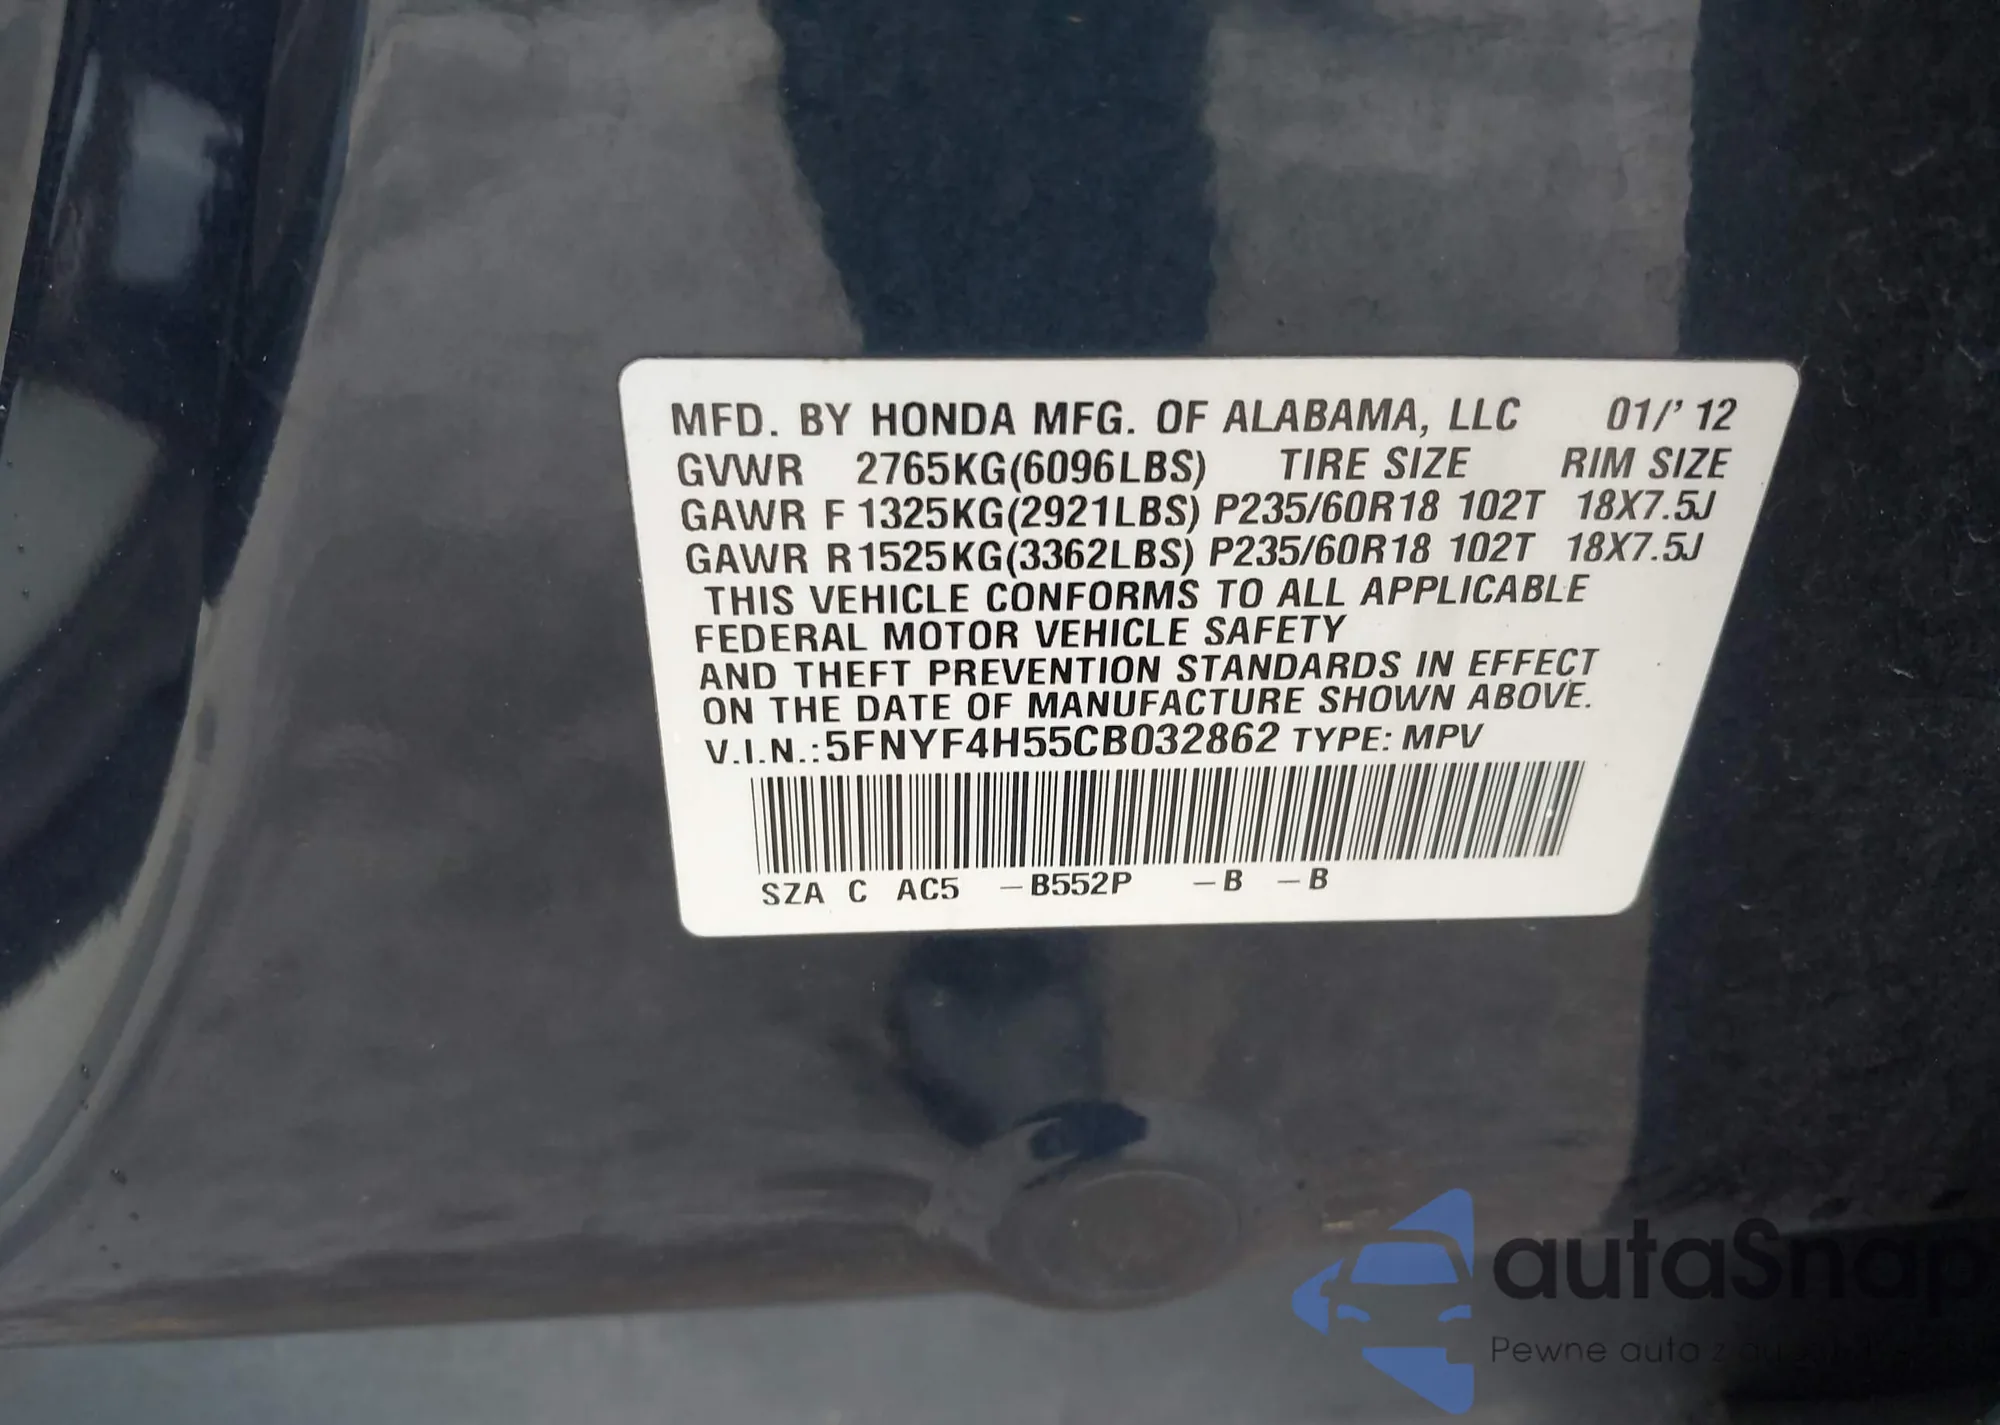 MFD. BY HONDA MFG. OF ALABAMA, LLC 01/'12
GVWR 2765KG(6096LBS) TIRE SIZE RIM SIZE
GAWR F 1325KG(2921LBS) P235/60R18 102T 18X7.5J
GAWR R 1525KG(3362LBS) P235/60R18 102T 18X7.5J
THIS VEHICLE CONFORMS TO ALL APPLICABLE
FEDERAL MOTOR VEHICLE SAFETY
AND THEFT PREVENTION STANDARDS IN EFFECT
ON THE DATE OF MANUFACTURE SHOWN ABOVE.
V.I.N.:5FNYF4H55CB032862 TYPE: MPV
SZA C AC5 -B552P -B -B
autaSnap
Pewne auto z